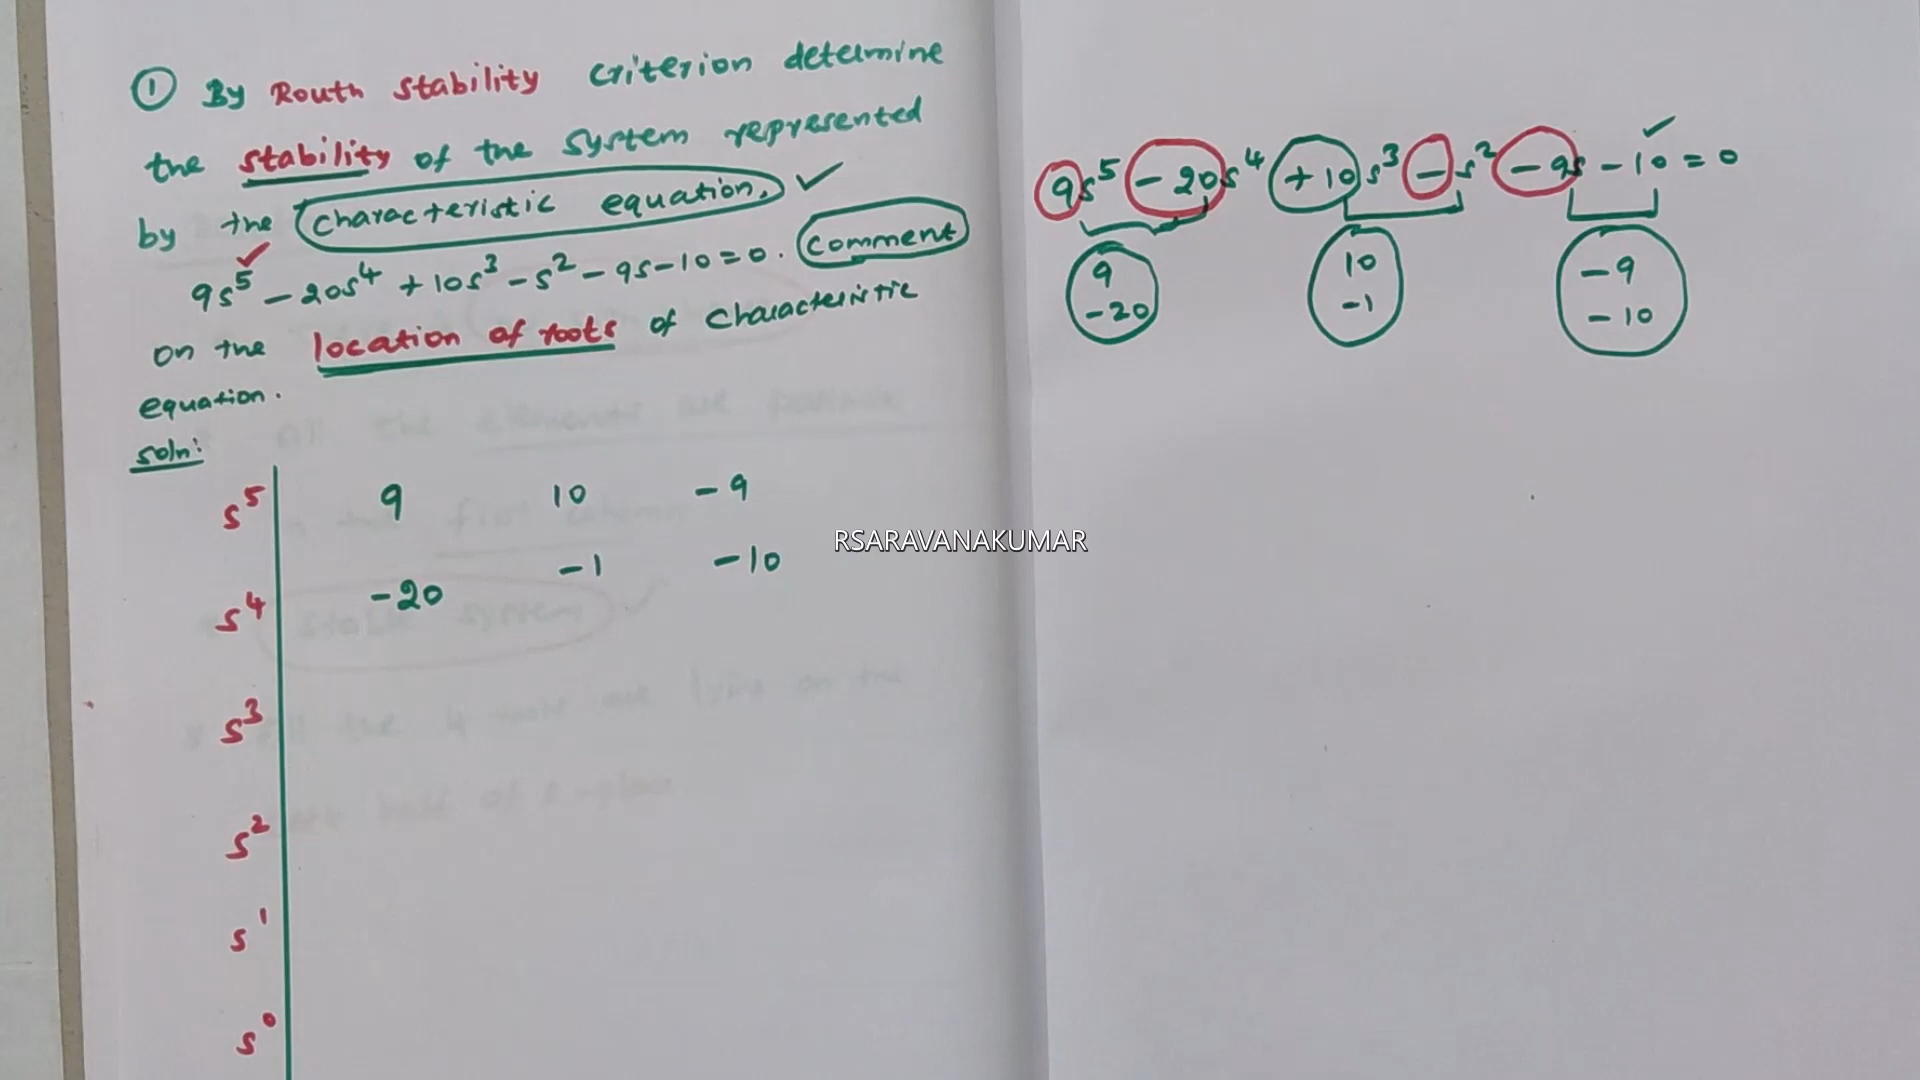 ① By Routh stability criterion determine
the stability of the system represented
by the characteristic equation,
9s⁵ - 20s⁴ + 10s³ - s² - 9s - 10 = 0. comment
on the location of roots of characteristic
equation.
soln:
s⁵ 9 10 -9
s⁴ -20 -1 -10
s³
s²
s¹
s⁰
9s⁵ - 20s⁴ + 10s³ - s² - 9s - 10 = 0
9 10 -9
-20 -1 -10
RSARAVANAKUMAR